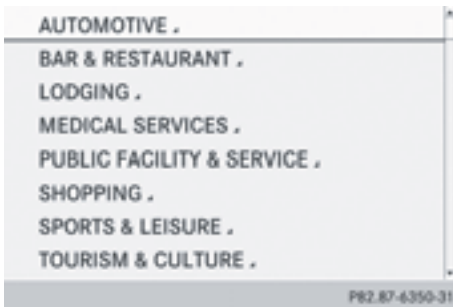 AUTOMOTIVE
BAR & RESTAURANT
LODGING
MEDICAL SERVICES
PUBLIC FACILITY & SERVICE
SHOPPING
SPORTS & LEISURE
TOURISM & CULTURE
P82.87-6350-31